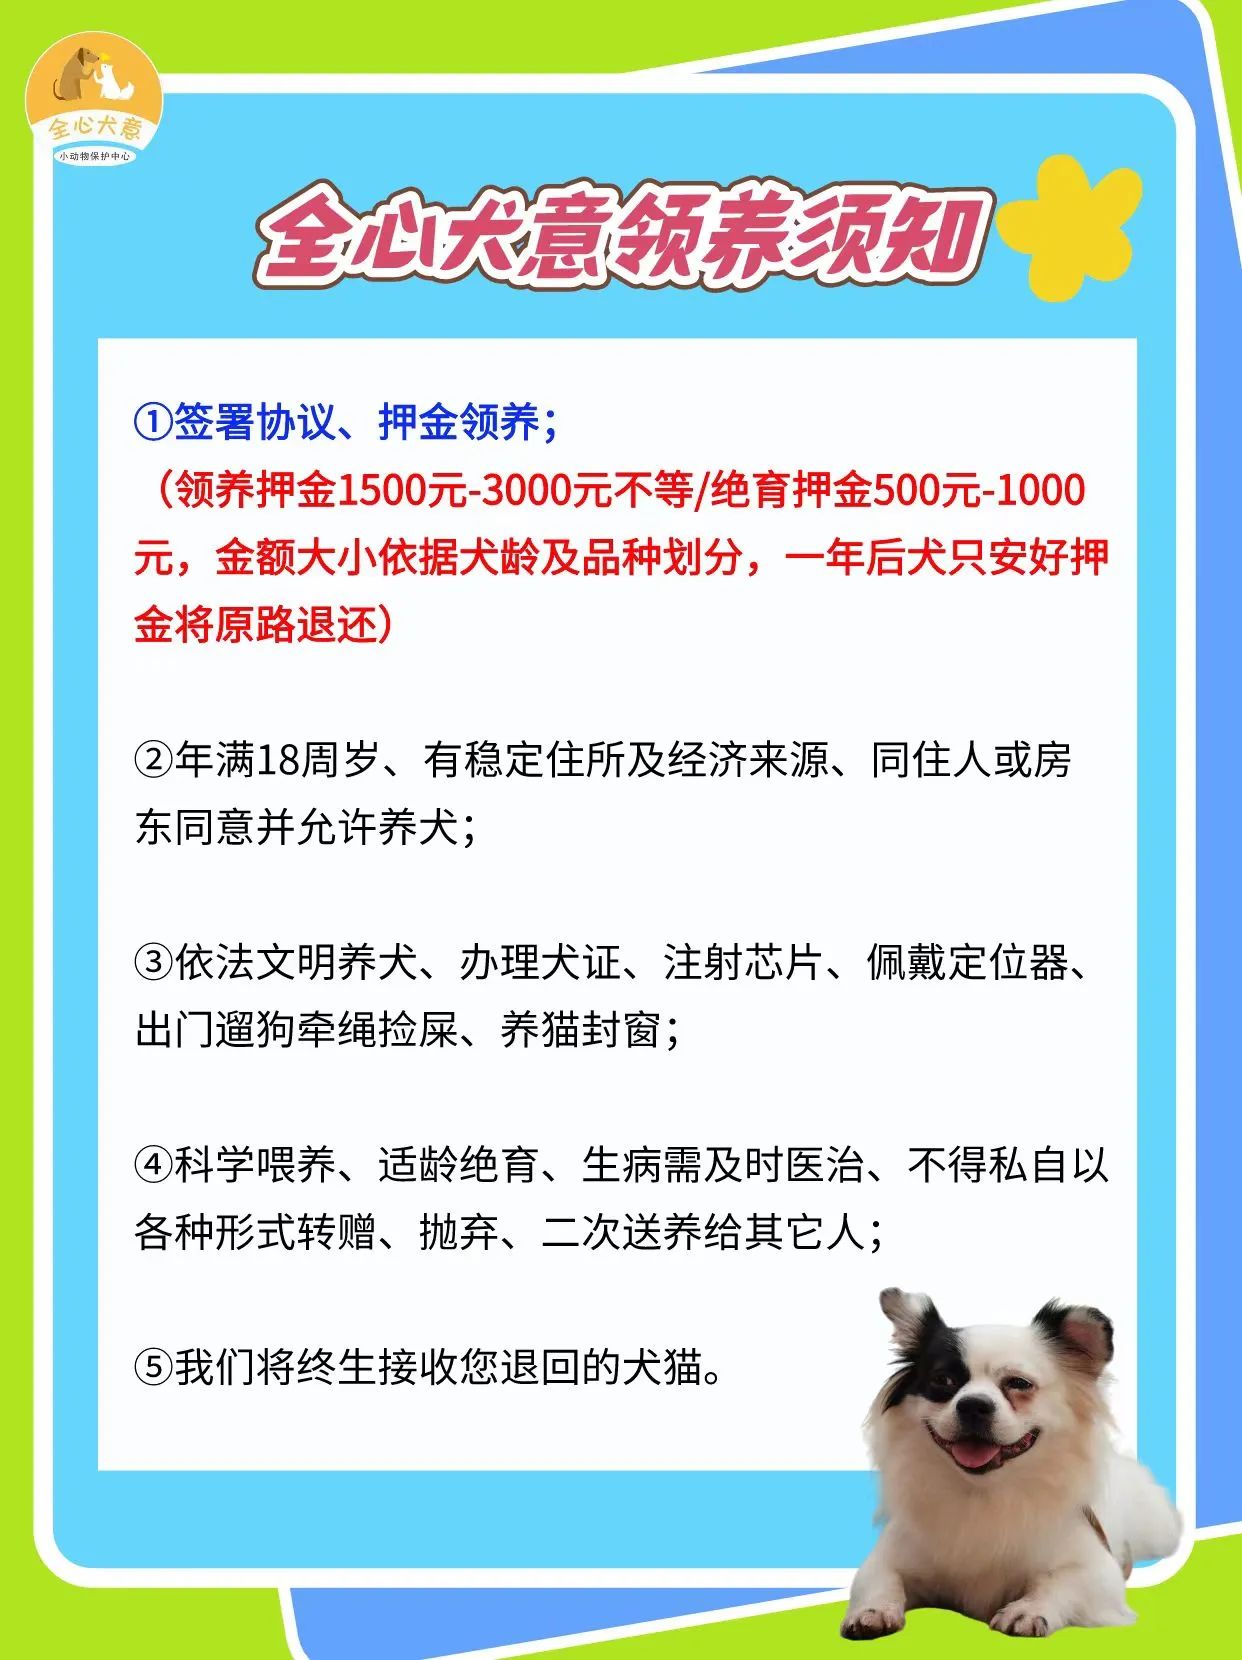 全心犬意
小动物保护中心
全心犬意领养须知
①签署协议、押金领养；
（领养押金1500元-3000元不等/绝育押金500元-1000
元，金额大小依据犬龄及品种划分，一年后犬只安好押
金将原路退还）
②年满18周岁、有稳定住所及经济来源、同住人或房
东同意并允许养犬；
③依法文明养犬、办理犬证、注射芯片、佩戴定位器、
出门遛狗牵绳捡屎、养猫封窗；
④科学喂养、适龄绝育、生病需及时医治、不得私自以
各种形式转赠、抛弃、二次送养给其它人；
⑤我们将终生接收您退回的犬猫。